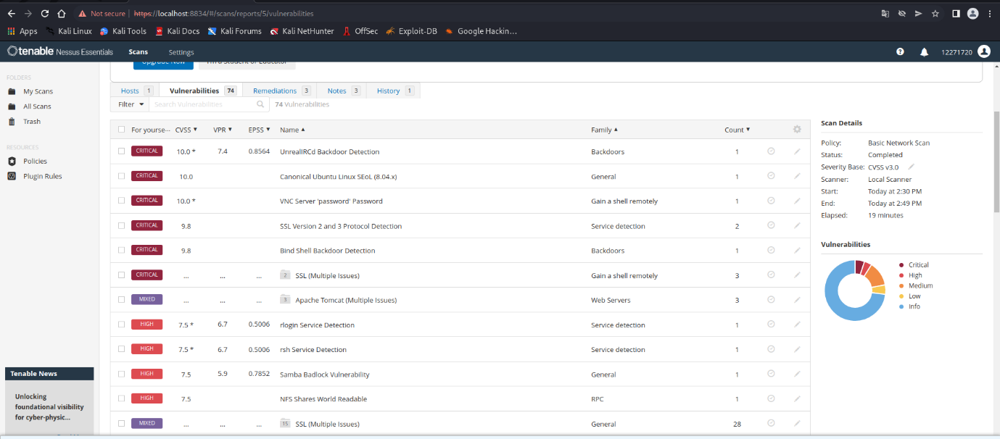 Not secure https://localhost:8834/#/scans/reports/5/vulnerabilities
Apps Kali Linux Kali Tools Kali Docs Kali Forums Kali NetHunter OffSec Exploit-DB Google Hackin…
tenable Nessus Essentials Scans Settings 12271720
FOLDERS
My Scans
All Scans
Trash
RESOURCES
Policies
Plugin Rules
Tenable News
Unlocking
foundational visibility
for cyber-physic...
Upgrade Now I'm a Student or Educator
Hosts 1 Vulnerabilities 74 Remediations 3 Notes 3 History 1
Filter Search Vulnerabilities 74 Vulnerabilities
For yourse… CVSS VPR EPSS Name Family Count
CRITICAL 10.0 * 7.4 0.8564 UnrealIRCd Backdoor Detection Backdoors 1
CRITICAL 10.0 Canonical Ubuntu Linux SEoL (8.04.x) General 1
CRITICAL 10.0 * VNC Server 'password' Password Gain a shell remotely 1
CRITICAL 9.8 SSL Version 2 and 3 Protocol Detection Service detection 2
CRITICAL 9.8 Bind Shell Backdoor Detection Backdoors 1
CRITICAL ... ... ... 2 SSL (Multiple Issues) Gain a shell remotely 3
MIXED ... ... ... 3 Apache Tomcat (Multiple Issues) Web Servers 3
HIGH 7.5 * 6.7 0.5006 rlogin Service Detection Service detection 1
HIGH 7.5 * 6.7 0.5006 rsh Service Detection Service detection 1
HIGH 7.5 5.9 0.7852 Samba Badlock Vulnerability General 1
HIGH 7.5 NFS Shares World Readable RPC 1
MIXED ... ... ... 15 SSL (Multiple Issues) General 28
Scan Details
Policy: Basic Network Scan
Status: Completed
Severity Base: CVSS v3.0
Scanner: Local Scanner
Start: Today at 2:30 PM
End: Today at 2:49 PM
Elapsed: 19 minutes
Vulnerabilities
Critical
High
Medium
Low
Info